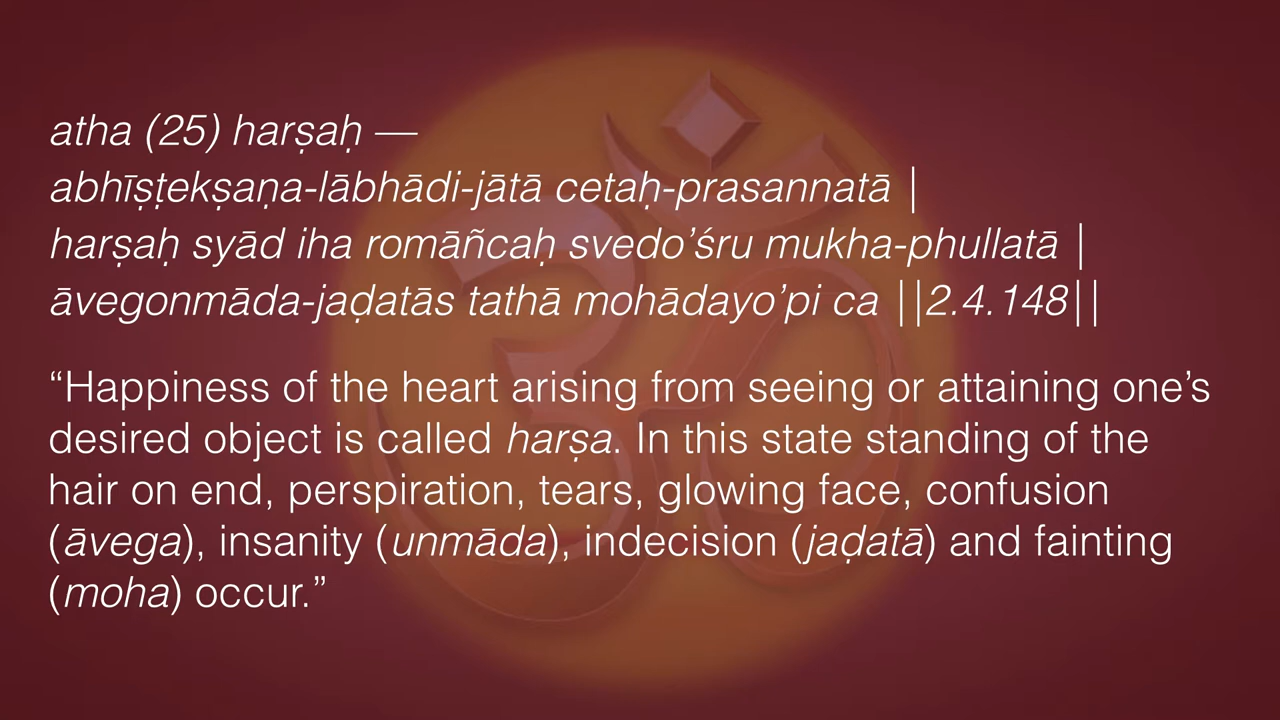 atha (25) harṣaḥ —
abhīṣṭekṣaṇa-lābhādi-jātā cetaḥ-prasannatā |
harṣaḥ syād iha romāñcaḥ svedo’śru mukha-phullatā |
āvegonmāda-jaḍatās tathā mohādayo’pi ca ||2.4.148||
“Happiness of the heart arising from seeing or attaining one’s
desired object is called harṣa. In this state standing of the
hair on end, perspiration, tears, glowing face, confusion
(āvega), insanity (unmāda), indecision (jaḍatā) and fainting
(moha) occur.”